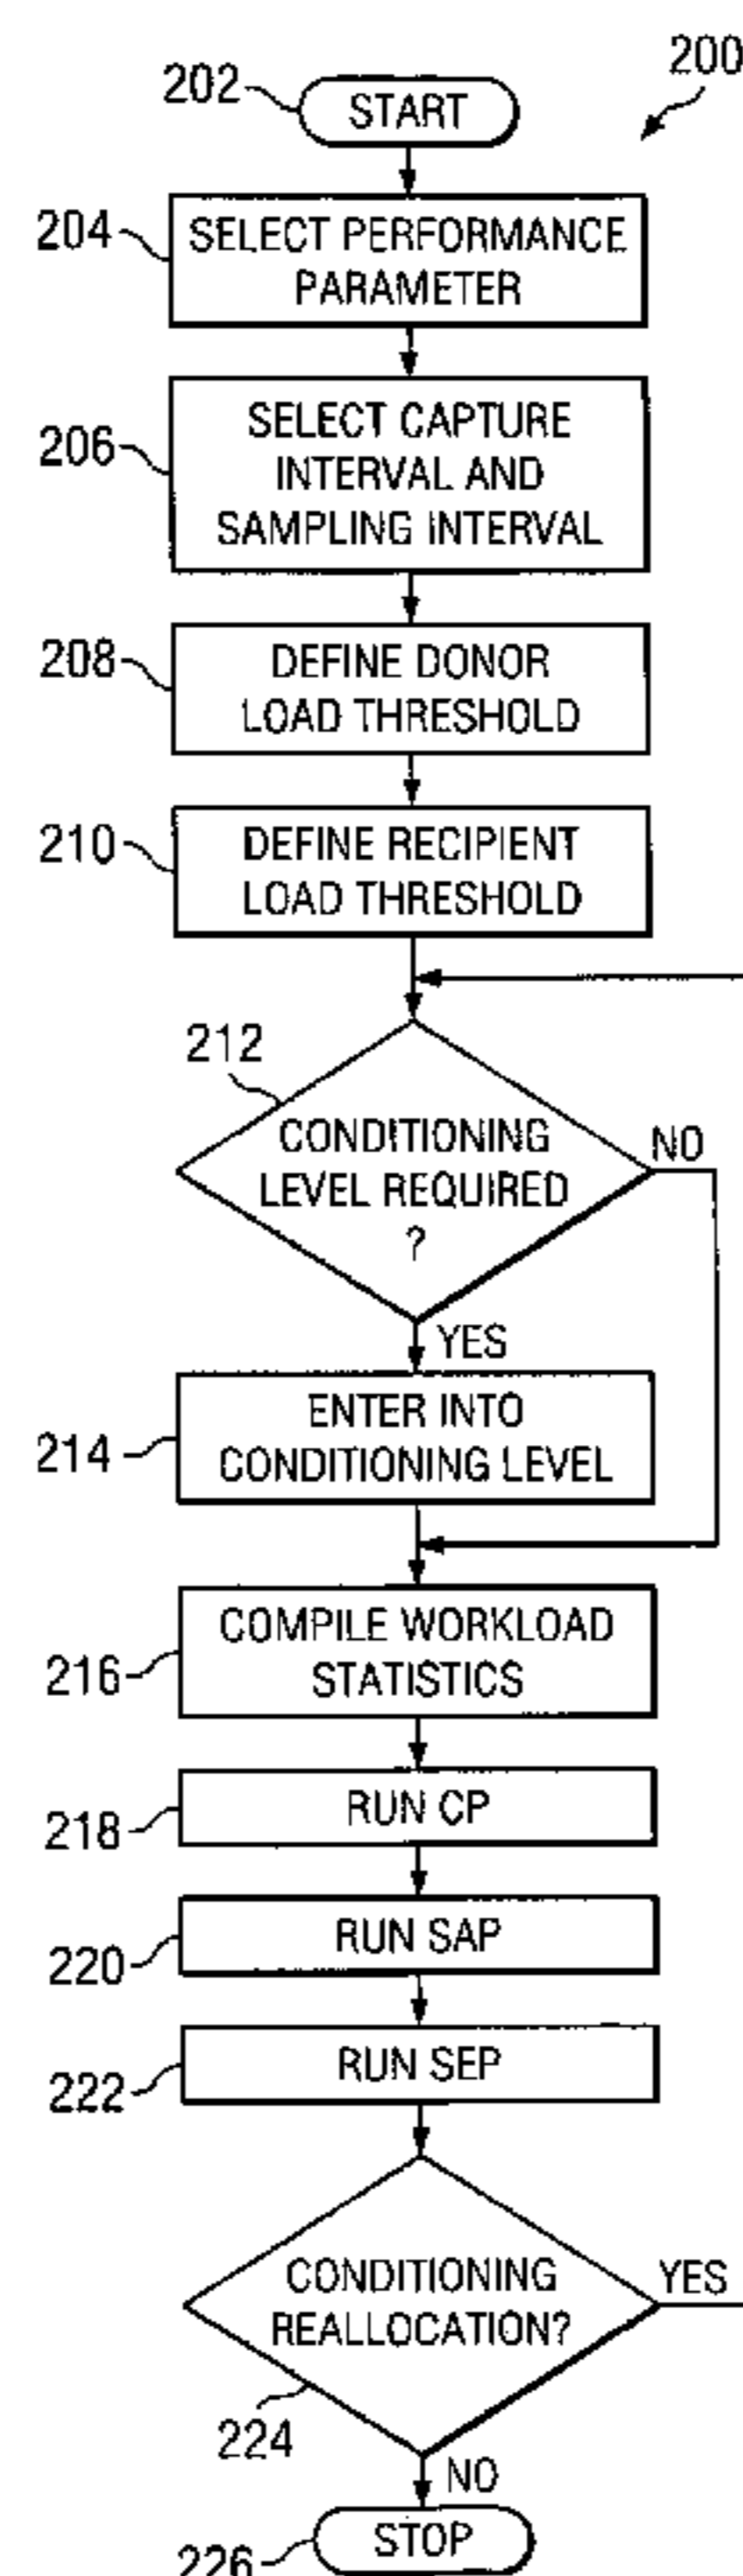 200
202
START
204
SELECT PERFORMANCE
PARAMETER
206
SELECT CAPTURE
INTERVAL AND
SAMPLING INTERVAL
208
DEFINE DONOR
LOAD THRESHOLD
210
DEFINE RECIPIENT
LOAD THRESHOLD
212
CONDITIONING
LEVEL REQUIRED
?
NO
YES
214
ENTER INTO
CONDITIONING LEVEL
216
COMPILE WORKLOAD
STATISTICS
218
RUN CP
220
RUN SAP
222
RUN SEP
CONDITIONING
REALLOCATION?
YES
224
NO
226
STOP